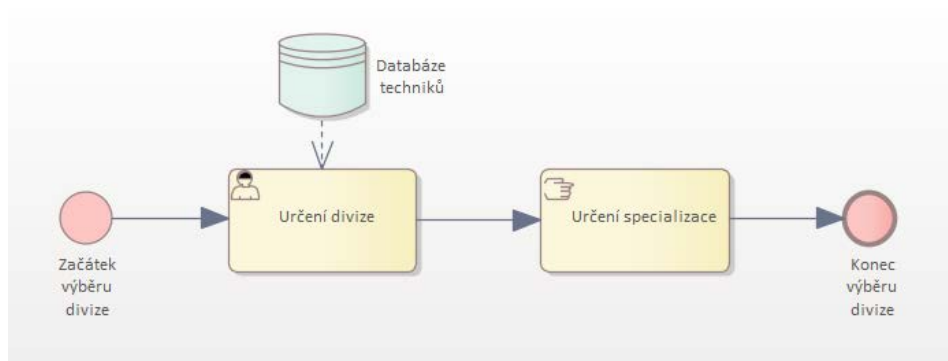 Databáze
techniků
Určení divize
Určení specializace
Začátek
výběru
divize
Konec
výběru
divize